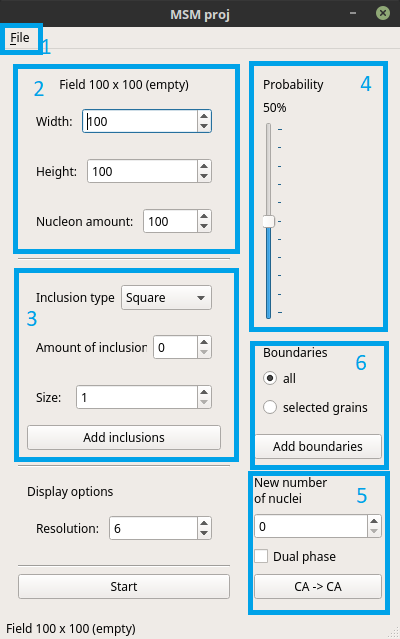 MSM proj
File
1
2
Field 100 x 100 (empty)
Width: 100
Height: 100
Nucleon amount: 100
3
Inclusion type Square
Amount of inclusion 0
Size: 1
Add inclusions
Display options
Resolution: 6
Start
Field 100 x 100 (empty)
Probability
4
50%
Boundaries
6
all
selected grains
Add boundaries
New number
of nuclei
5
0
Dual phase
CA -> CA